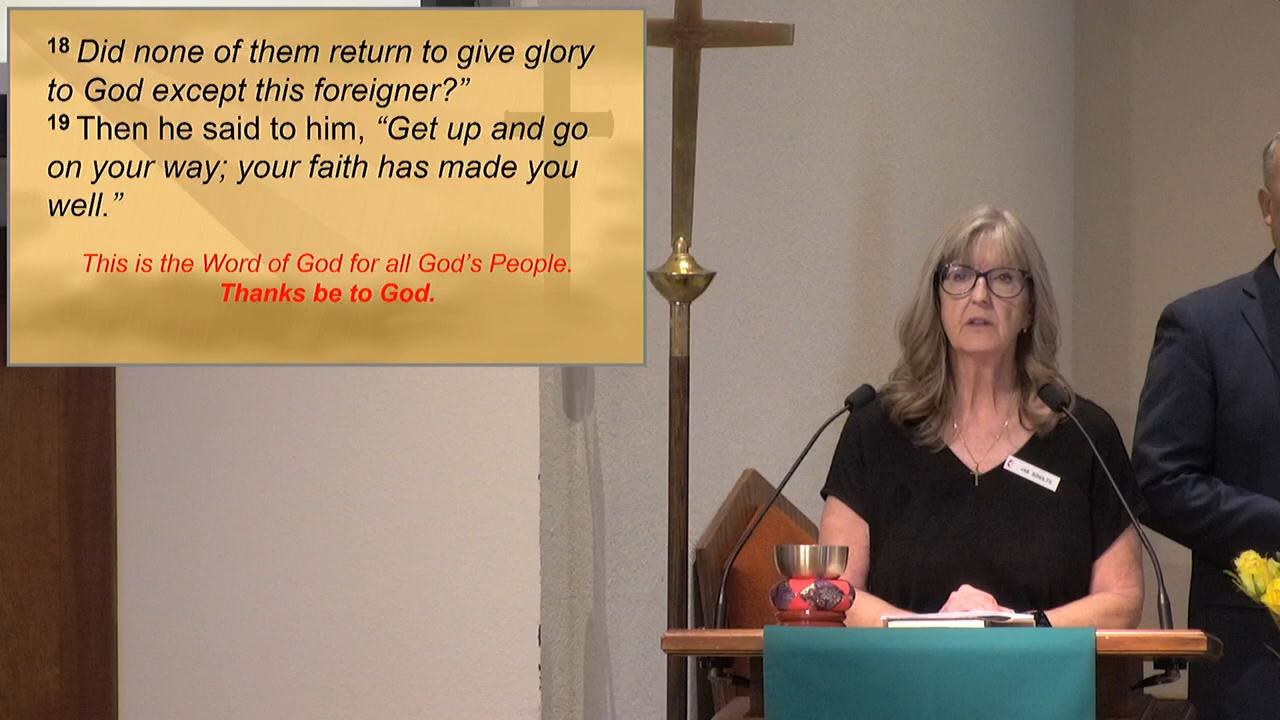 18 Did none of them return to give glory
to God except this foreigner?”
19 Then he said to him, “Get up and go
on your way; your faith has made you
well.”
This is the Word of God for all God’s People.
Thanks be to God.